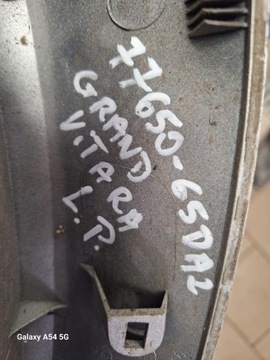 77650-65DA2
GRAND
VITARA
L.P.
Galaxy A54 5G